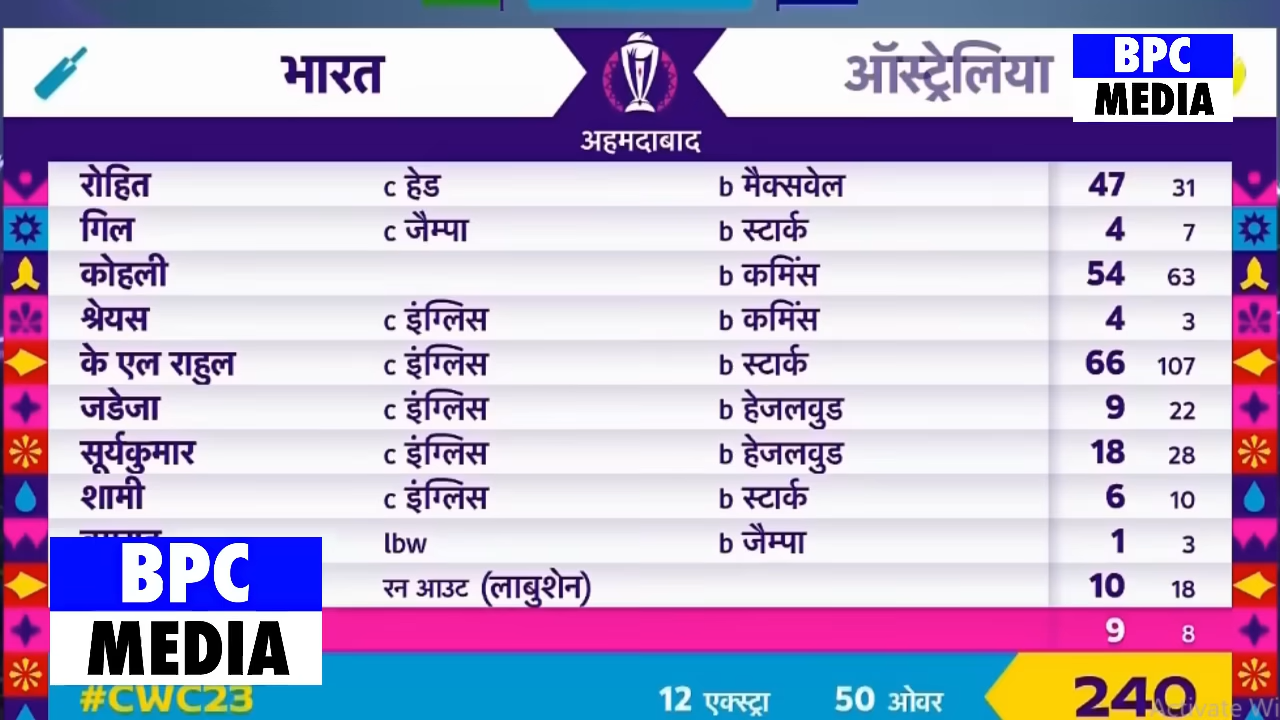 भारत ऑस्ट्रेलिया BPC MEDIA
अहमदाबाद
रोहित c हेड b मैक्सवेल 47 31
गिल c जैम्पा b स्टार्क 4 7
कोहली b कमिंस 54 63
श्रेयस c इंग्लिस b कमिंस 4 3
के एल राहुल c इंग्लिस b स्टार्क 66 107
जडेजा c इंग्लिस b हेजलवुड 9 22
सूर्यकुमार c इंग्लिस b हेजलवुड 18 28
शामी c इंग्लिस b स्टार्क 6 10
lbw b जैम्पा 1 3
रन आउट (लाबुशेन) 10 18
9 8
BPC
MEDIA
#CWC23 12 एक्स्ट्रा 50 ओवर 240
Activate Wi